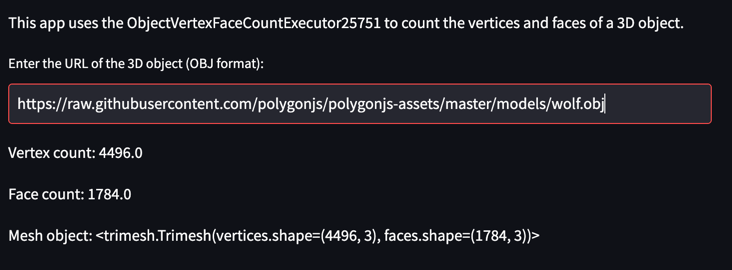 This app uses the ObjectVertexFaceCountExecutor25751 to count the vertices and faces of a 3D object.
Enter the URL of the 3D object (OBJ format):
https://raw.githubusercontent.com/polygonjs/polygonjs-assets/master/models/wolf.obj
Vertex count: 4496.0
Face count: 1784.0
Mesh object: <trimesh.Trimesh(vertices.shape=(4496, 3), faces.shape=(1784, 3))>